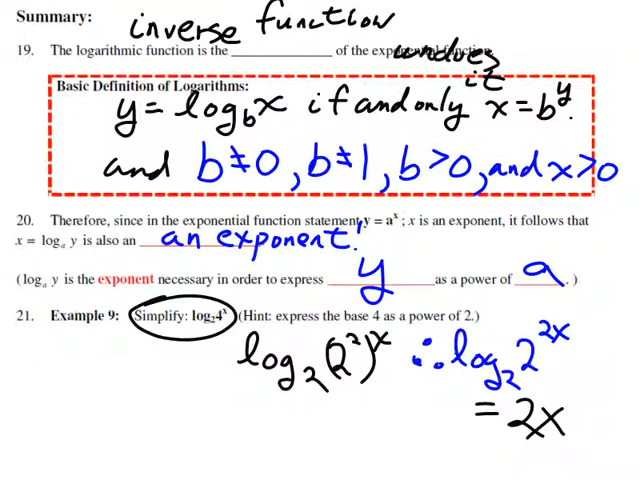 Summary:
inverse function
19. The logarithmic function is the ____________ of the exponential function.
undoes
it
Basic Definition of Logarithms:
y = log_b x if and only x = b^y.
and b ≠ 0, b ≠ 1, b > 0, and x > 0
20. Therefore, since in the exponential function statement, y = a^x ; x is an exponent, it follows that
x = log_a y is also an an exponent!
(log_a y is the exponent necessary in order to express y as a power of a.)
21. Example 9: Simplify: log_2 4^x (Hint: express the base 4 as a power of 2.)
log_2 (2^2)^x ∴ log_2 2^{2x}
= 2x